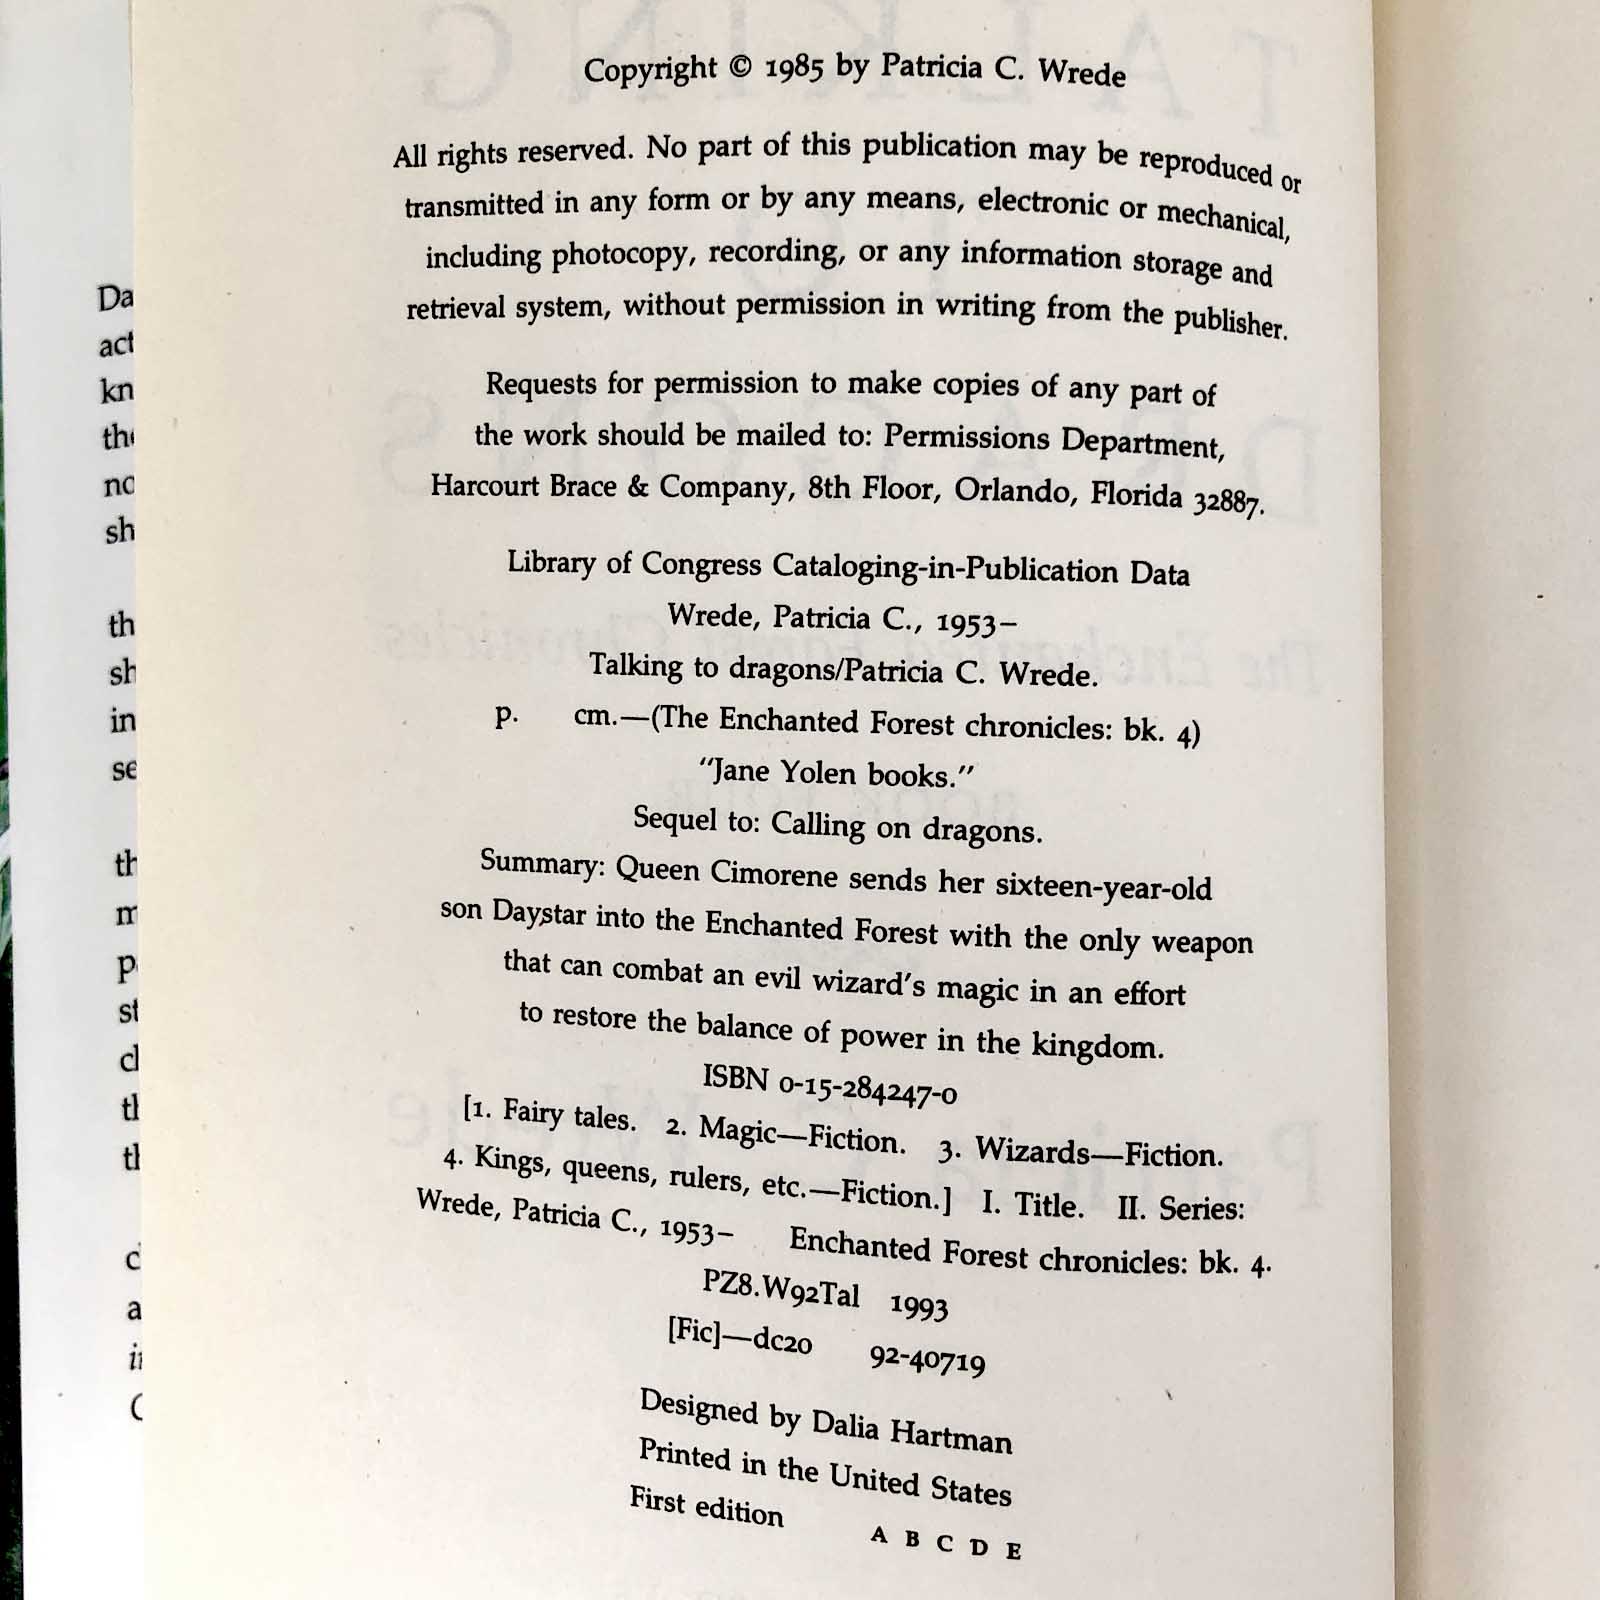 Copyright © 1985 by Patricia C. Wrede
All rights reserved. No part of this publication may be reproduced or
transmitted in any form or by any means, electronic or mechanical,
including photocopy, recording, or any information storage and
retrieval system, without permission in writing from the publisher.
Requests for permission to make copies of any part of
the work should be mailed to: Permissions Department,
Harcourt Brace & Company, 8th Floor, Orlando, Florida 32887.
Library of Congress Cataloging-in-Publication Data
Wrede, Patricia C., 1953–
Talking to dragons/Patricia C. Wrede.
p. cm.—(The Enchanted Forest chronicles: bk. 4)
"Jane Yolen books."
Sequel to: Calling on dragons.
Summary: Queen Cimorene sends her sixteen-year-old
son Daystar into the Enchanted Forest with the only weapon
that can combat an evil wizard's magic in an effort
to restore the balance of power in the kingdom.
ISBN 0-15-284247-0
[1. Fairy tales. 2. Magic—Fiction. 3. Wizards—Fiction.
4. Kings, queens, rulers, etc.—Fiction.] I. Title. II. Series:
Wrede, Patricia C., 1953– Enchanted Forest chronicles: bk. 4.
PZ8.W92Tal 1993
[Fic]—dc20 92-40719
Designed by Dalia Hartman
Printed in the United States
First edition A B C D E